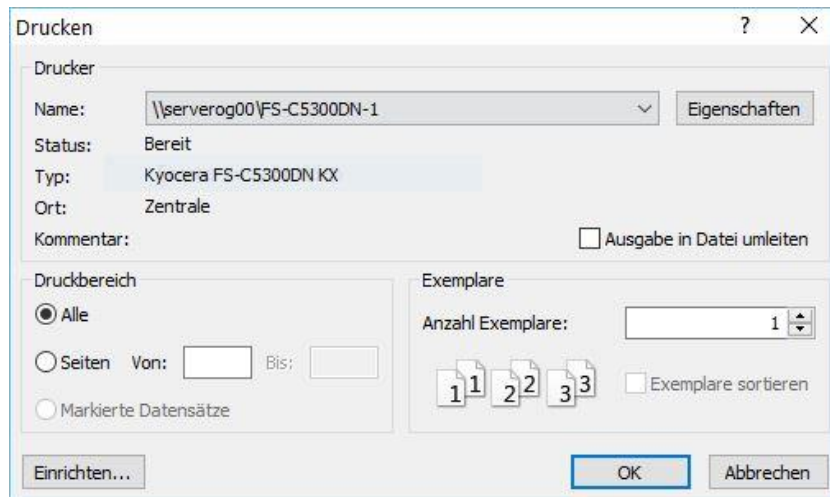 Drucken ?
Drucker
Name: \\serverog00\FS-C5300DN-1 Eigenschaften
Status: Bereit
Typ: Kyocera FS-C5300DN KX
Ort: Zentrale
Kommentar: Ausgabe in Datei umleiten
Druckbereich
Alle
Seiten Von: Bis:
Markierte Datensätze
Exemplare
Anzahl Exemplare: 1
1 1 2 2 3 3 Exemplare sortieren
Einrichten... OK Abbrechen